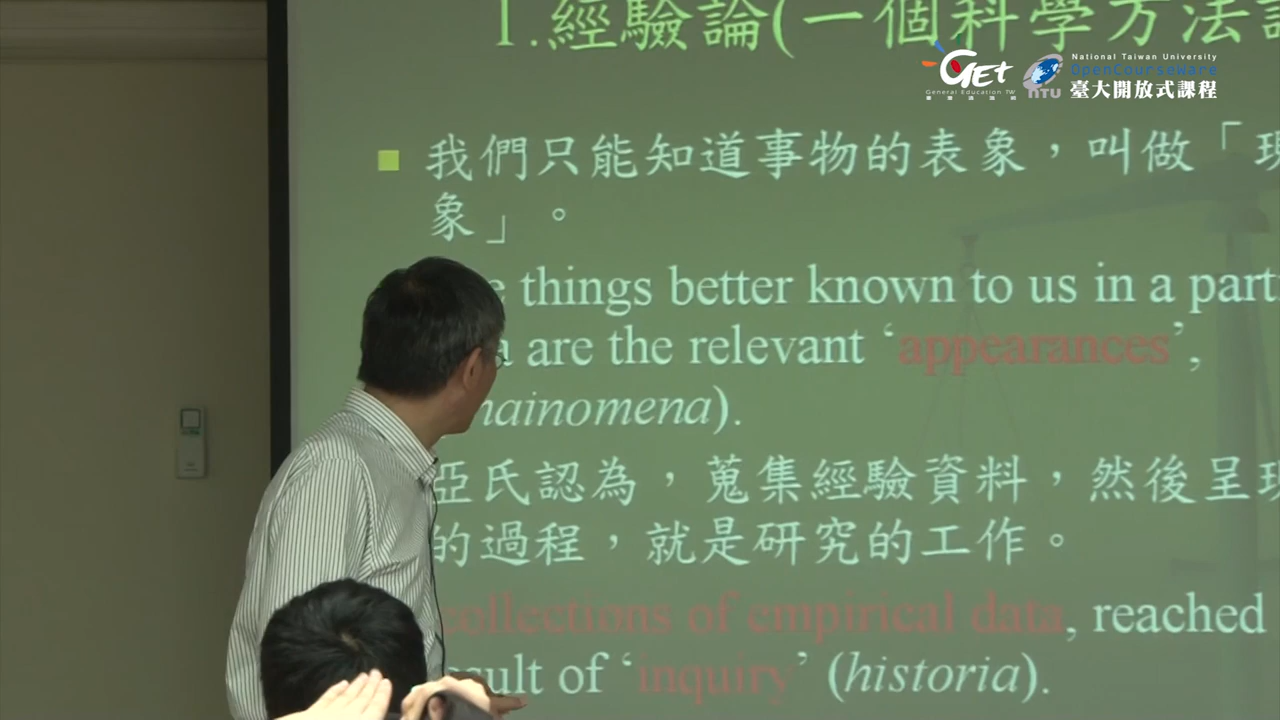 1.經驗論(一個科學方法
GET
General Education TW
National Taiwan University
OpenCourseWare
NTU
臺大開放式課程
我們只能知道事物的表象，叫做「現
象」。
things better known to us in a part
are the relevant ‘appearances’,
hainomena).
亞氏認為，蒐集經驗資料，然後呈現
的過程，就是研究的工作。
collections of empirical data, reached
sult of ‘inquiry’ (historia).